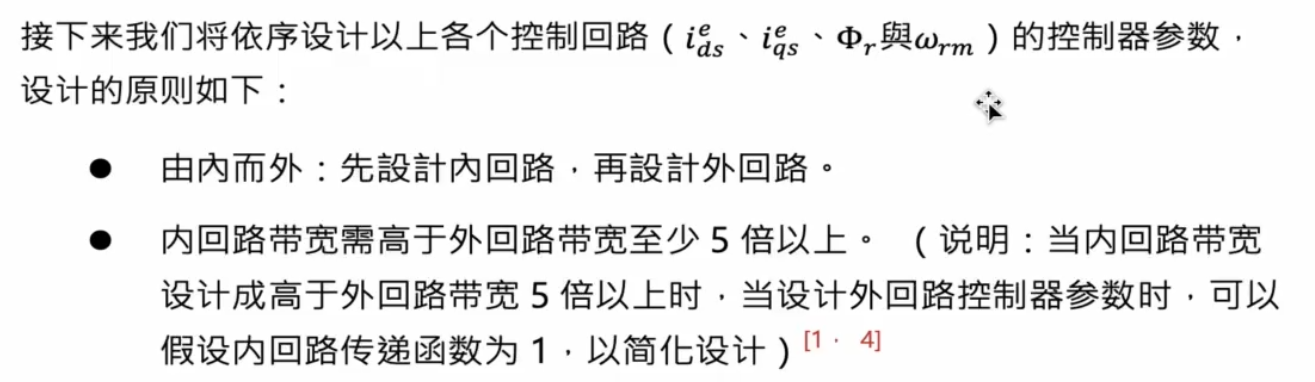 接下来我们将依序设计以上各个控制回路（$i_{ds}^{e}$、$i_{qs}^{e}$、$\Phi_r$與$\omega_{rm}$）的控制器参数，
设计的原则如下：
● 由內而外：先設計內回路，再設計外回路。
● 内回路带宽需高于外回路带宽至少 5 倍以上。（说明：当内回路带宽
设计成高于外回路带宽 5 倍以上时，当设计外回路控制器参数时，可以
假设内回路传递函数为 1，以简化设计）[1， 4]